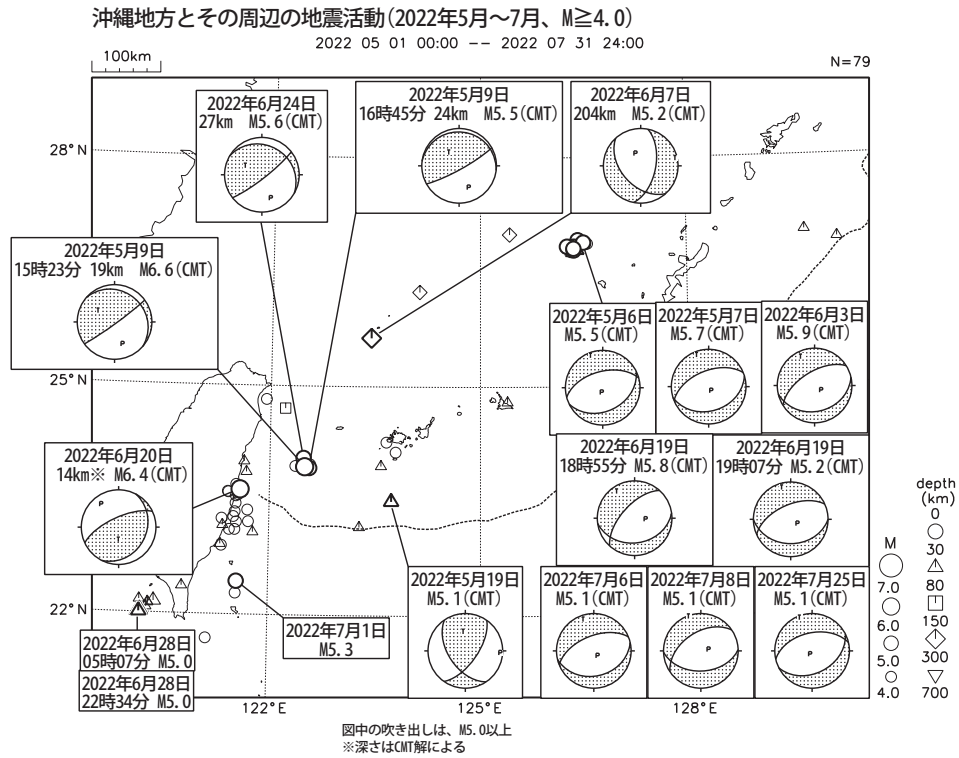 沖縄地方とその周辺の地震活動(2022年5月～7月、M≧4.0)
2022 05 01 00:00 -- 2022 07 31 24:00
100km
N=79
2022年6月24日
27km M5.6(CMT)
2022年5月9日
16時45分 24km M5.5(CMT)
2022年6月7日
204km M5.2(CMT)
28°N
2022年5月9日
15時23分 19km M6.6(CMT)
2022年5月6日
M5.5(CMT)
2022年5月7日
M5.7(CMT)
2022年6月3日
M5.9(CMT)
25°N
2022年6月20日
14km※ M6.4(CMT)
2022年6月19日
18時55分 M5.8(CMT)
2022年6月19日
19時07分 M5.2(CMT)
2022年5月19日
M5.1(CMT)
2022年7月6日
M5.1(CMT)
2022年7月8日
M5.1(CMT)
2022年7月25日
M5.1(CMT)
22°N
2022年7月1日
M5.3
2022年6月28日
05時07分 M5.0
2022年6月28日
22時34分 M5.0
122°E
125°E
128°E
M
7.0
6.0
5.0
4.0
depth
(km)
0
30
80
150
300
700
図中の吹き出しは、M5.0以上
※深さはCMT解による